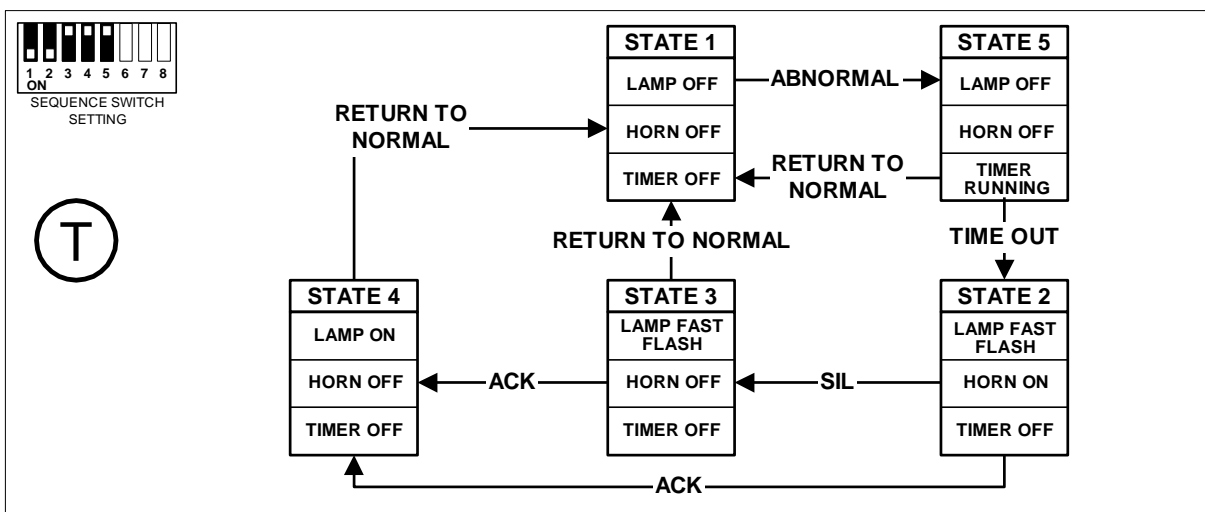 1 2 3 4 5 6 7 8
ON
SEQUENCE SWITCH
SETTING
T
STATE 1
LAMP OFF
HORN OFF
TIMER OFF
ABNORMAL
STATE 5
LAMP OFF
HORN OFF
TIMER
RUNNING
RETURN TO
NORMAL
RETURN TO
NORMAL
RETURN TO NORMAL
TIME OUT
STATE 4
LAMP ON
HORN OFF
TIMER OFF
ACK
STATE 3
LAMP FAST
FLASH
HORN OFF
TIMER OFF
SIL
STATE 2
LAMP FAST
FLASH
HORN ON
TIMER OFF
ACK